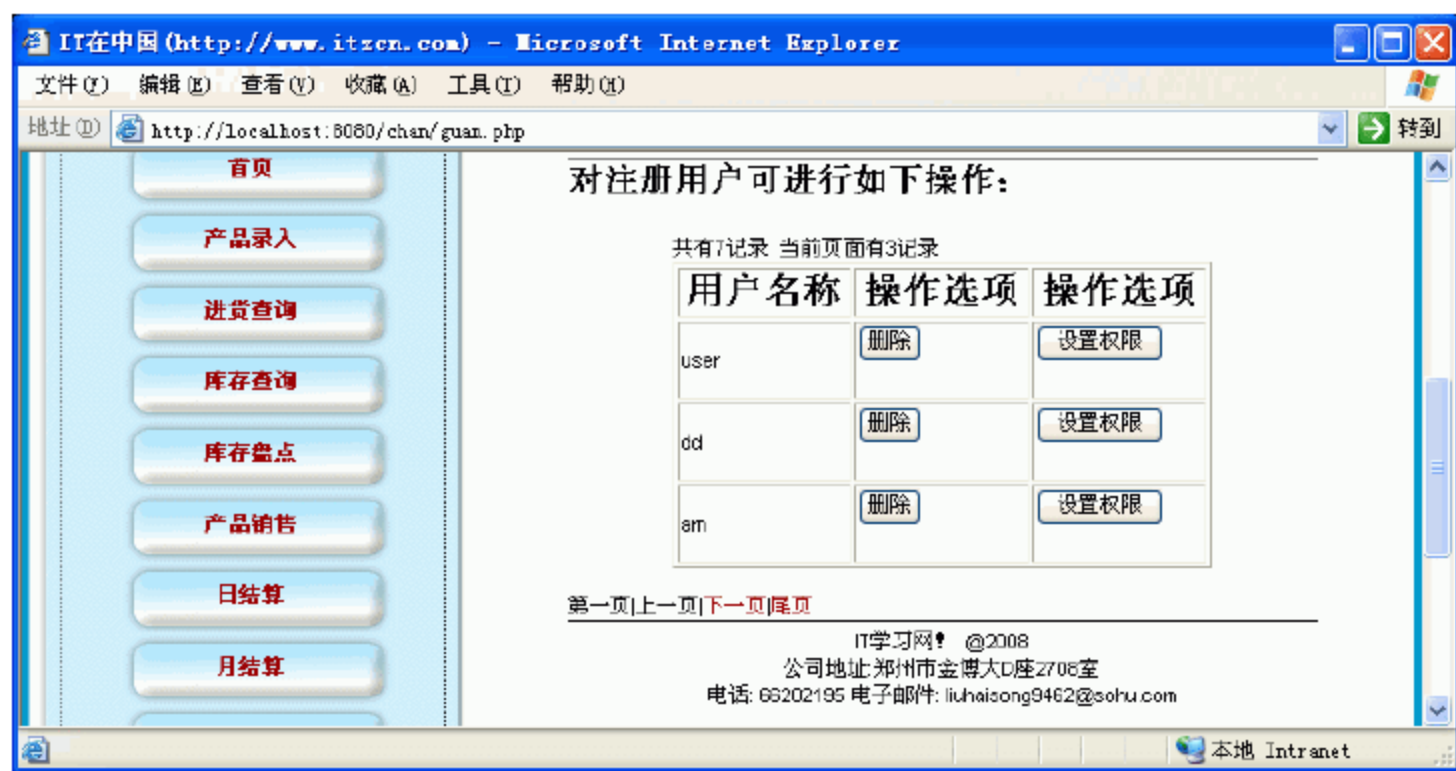 IT在中国(http://www.itzcn.com) - Microsoft Internet Explorer
文件(F) 编辑(E) 查看(V) 收藏(A) 工具(T) 帮助(H)
地址(D) http://localhost:8080/chan/guan.php 转到
首页
产品录入
进货查询
库存查询
库存盘点
产品销售
日结算
月结算
对注册用户可进行如下操作:
共有7记录 当前页面有3记录
用户名称 操作选项 操作选项
user 删除 设置权限
dd 删除 设置权限
am 删除 设置权限
第一页|上一页|下一页|尾页
IT学习网! @2008
公司地址:郑州市金博大D座2708室
电话: 66202195 电子邮件: liuhaisong9462@sohu.com
本地 Intranet